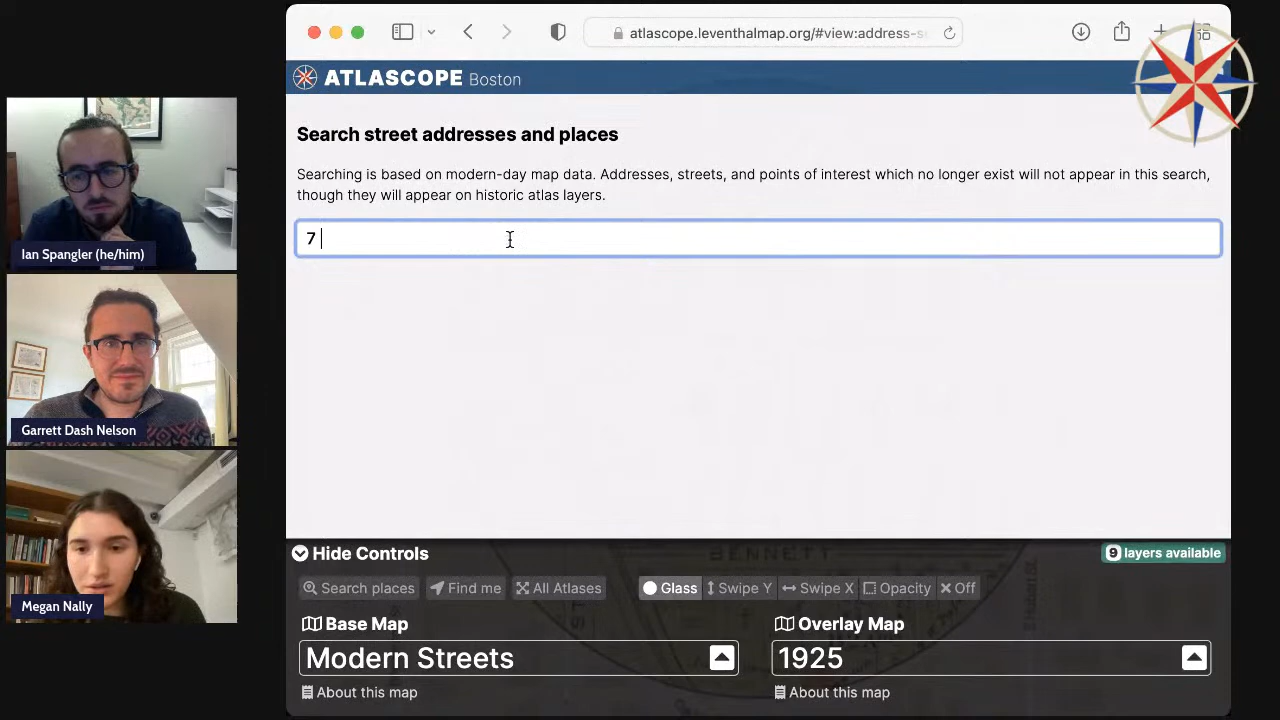 atlascope.leventhalmap.org/#view:address-s
ATLASCOPE Boston
Search street addresses and places
Searching is based on modern-day map data. Addresses, streets, and points of interest which no longer exist will not appear in this search,
though they will appear on historic atlas layers.
7
Ian Spangler (he/him)
Garrett Dash Nelson
Megan Nally
Hide Controls
9 layers available
Search places
Find me
All Atlases
Glass
Swipe Y
Swipe X
Opacity
Off
BENNETT
Base Map
Overlay Map
Modern Streets
1925
About this map
About this map